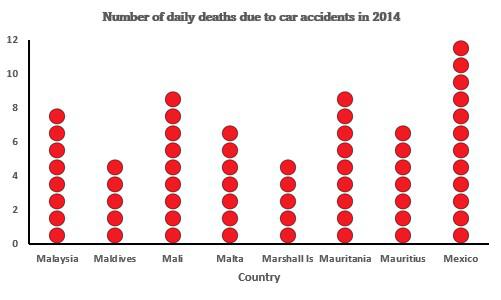 Number of daily deaths due to car accidents in 2014
12
10
8
6
4
2
0
Malaysia Maldives Mali Malta Marshall Is Mauritania Mauritius Mexico
Country